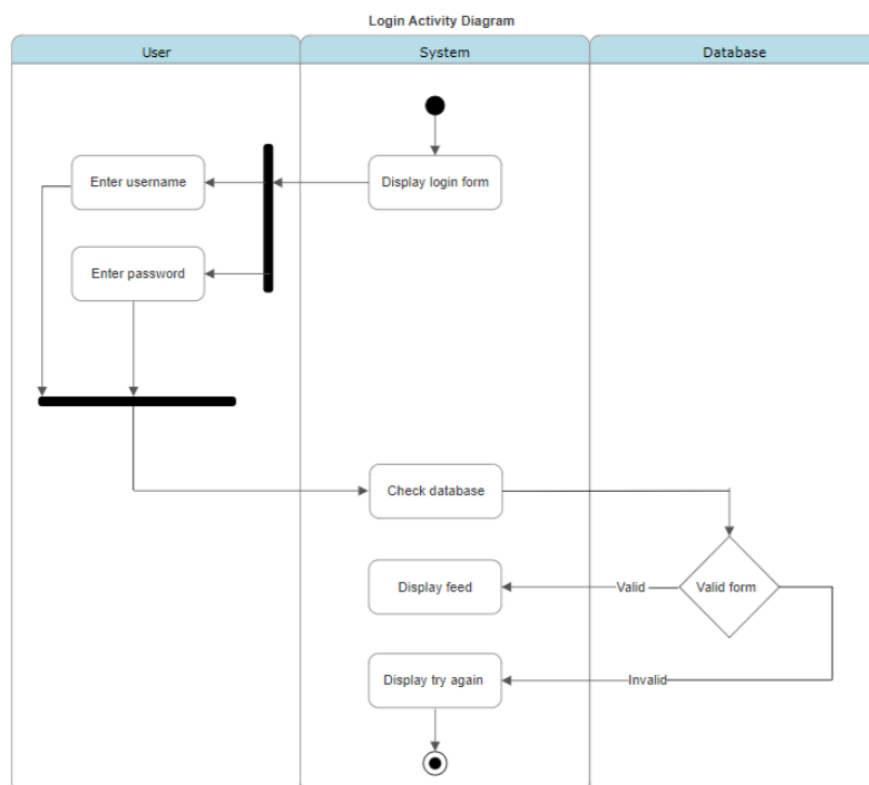 Login Activity Diagram
User
System
Database
Enter username
Display login form
Enter password
Check database
Display feed
Valid
Valid form
Display try again
Invalid